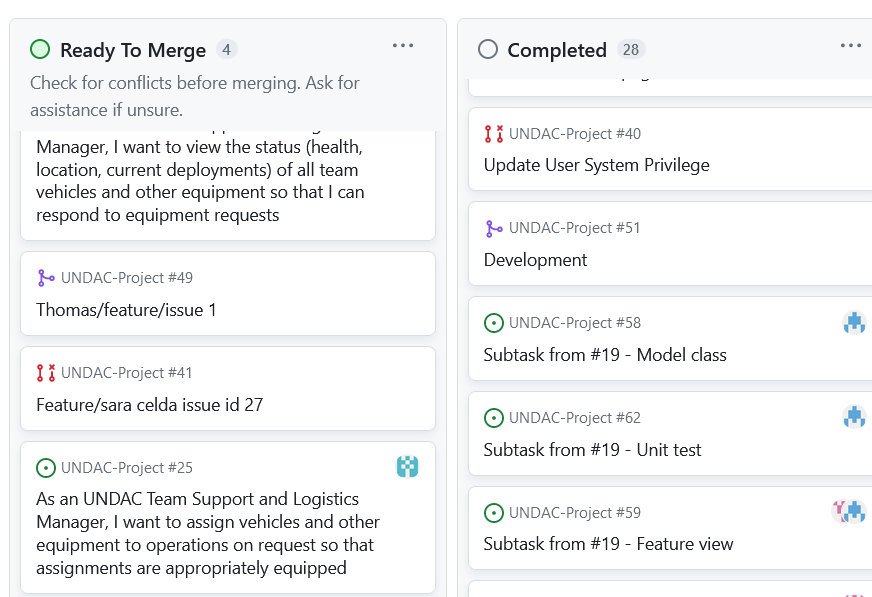 Ready To Merge 4
Check for conflicts before merging. Ask for
assistance if unsure.
Manager, I want to view the status (health,
location, current deployments) of all team
vehicles and other equipment so that I can
respond to equipment requests
UNDAC-Project #49
Thomas/feature/issue 1
UNDAC-Project #41
Feature/sara celda issue id 27
UNDAC-Project #25
As an UNDAC Team Support and Logistics
Manager, I want to assign vehicles and other
equipment to operations on request so that
assignments are appropriately equipped
Completed 28
UNDAC-Project #40
Update User System Privilege
UNDAC-Project #51
Development
UNDAC-Project #58
Subtask from #19 - Model class
UNDAC-Project #62
Subtask from #19 - Unit test
UNDAC-Project #59
Subtask from #19 - Feature view